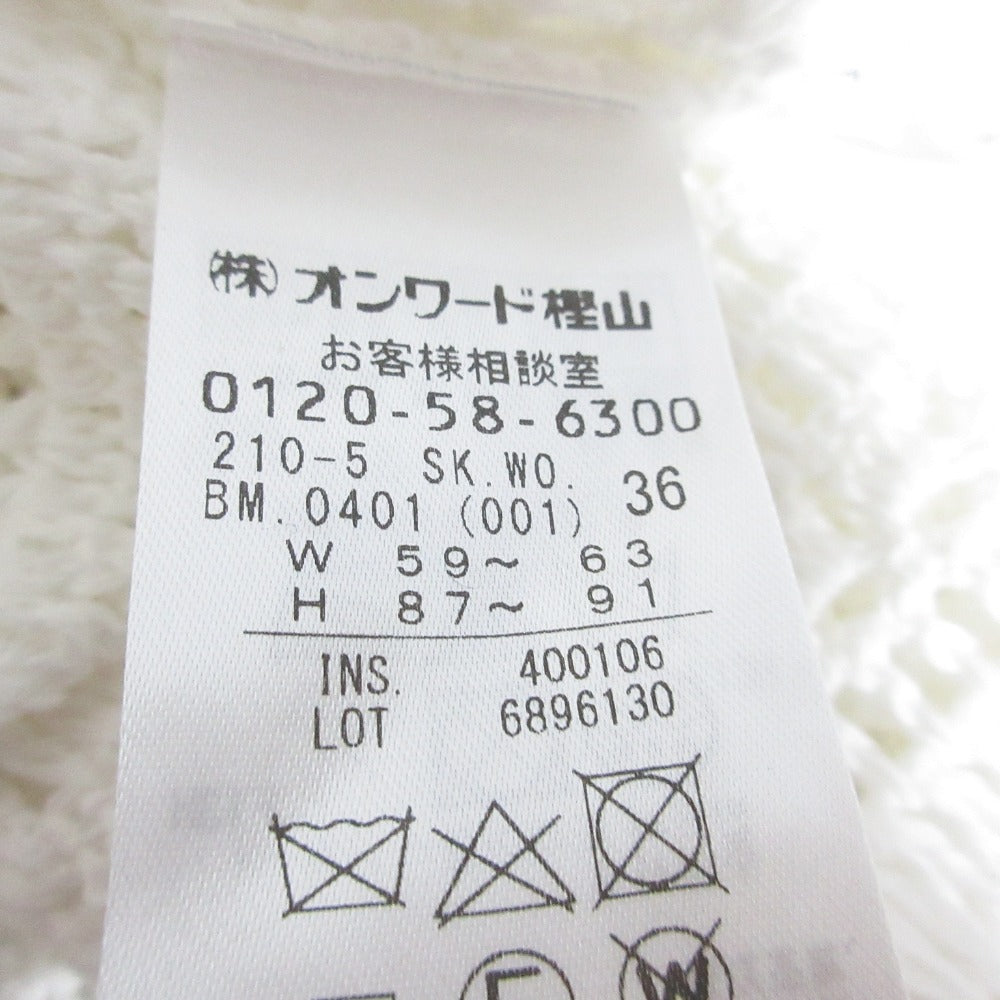 ㈱ オンワード樫山
お客様相談室
0120-58-6300
210-5 SK.WO. 36
BM.0401 (001)
W 59～ 63
H 87～ 91
INS. 400106
LOT 6896130
F W